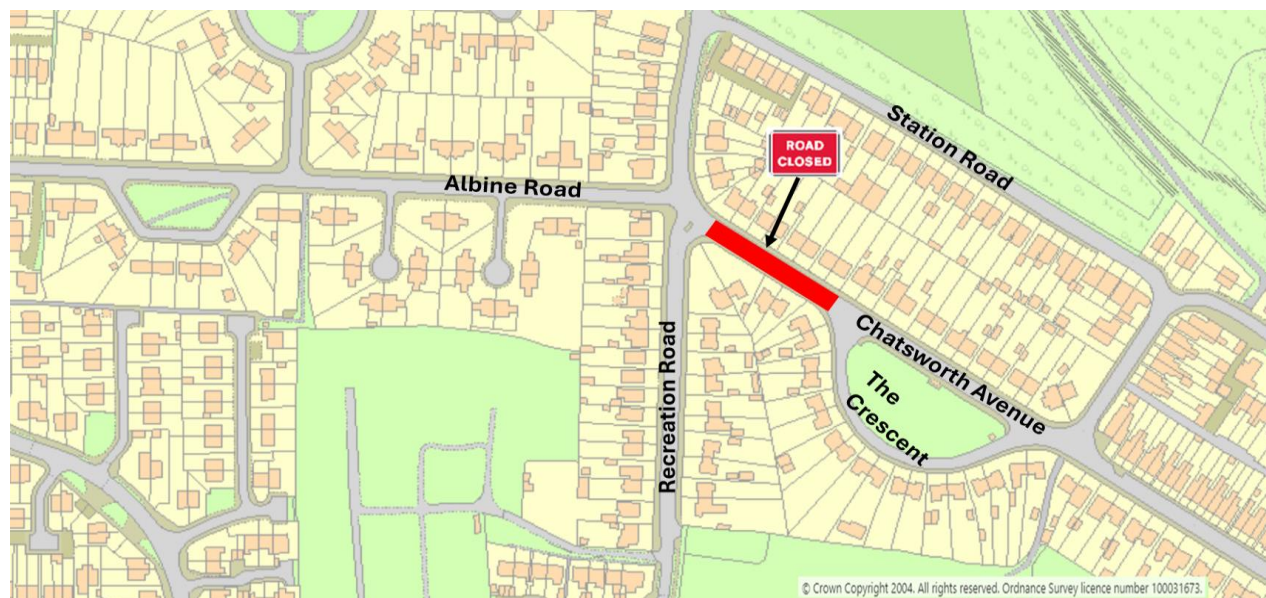 Station Road
ROAD
CLOSED
Albine Road
Recreation Road
Chatsworth Avenue
The
Crescent
© Crown Copyright 2004. All rights reserved. Ordnance Survey licence number 100031673.